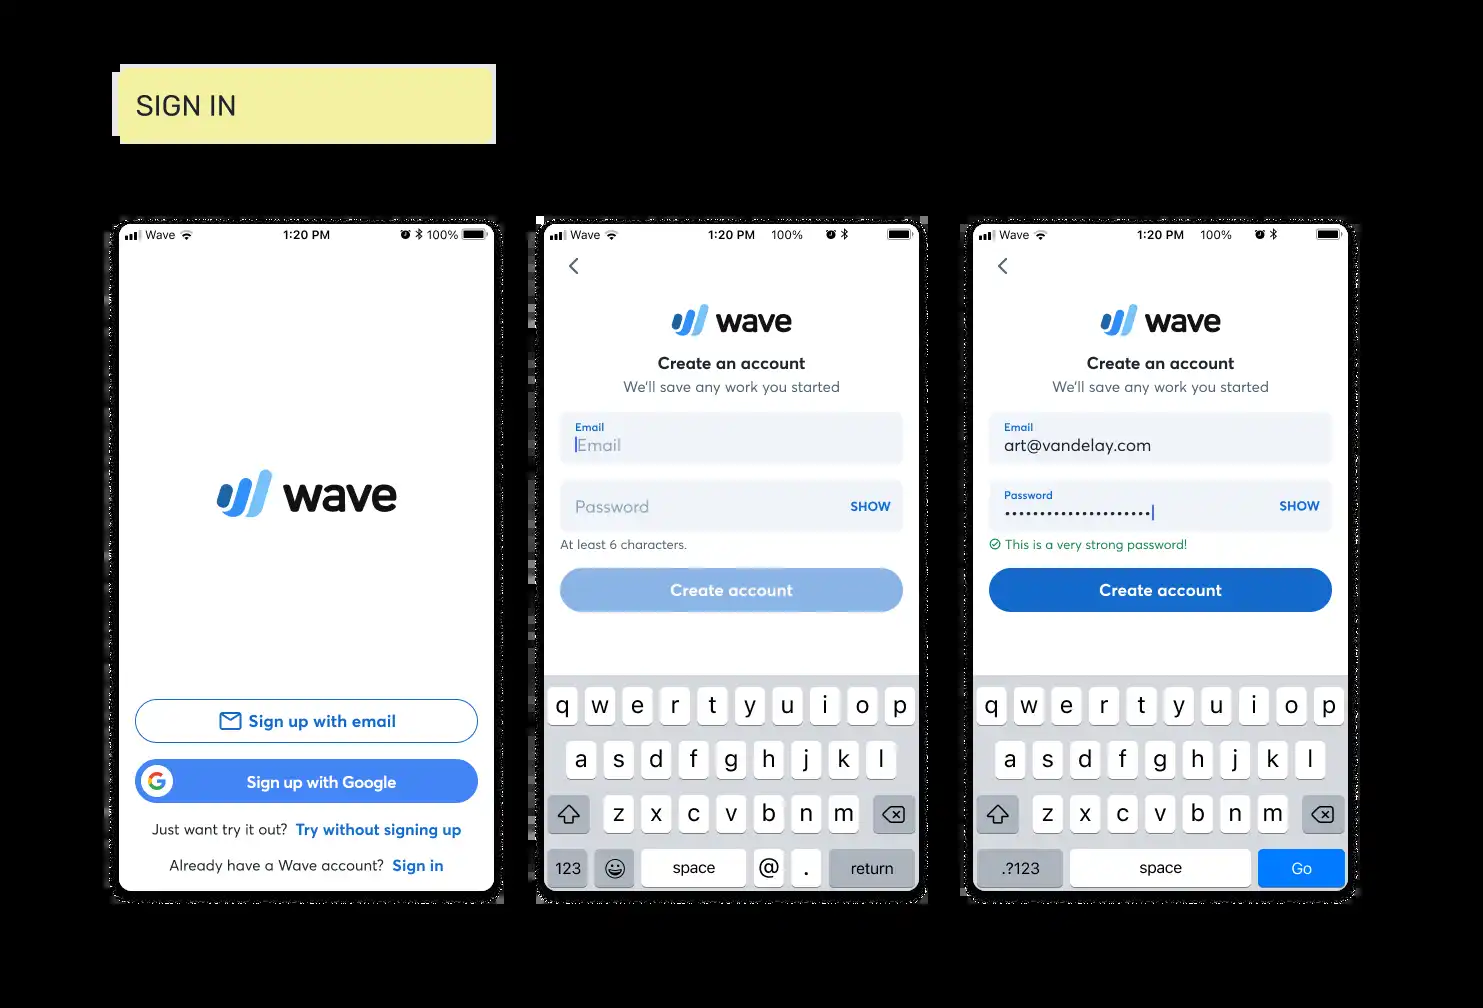 SIGN IN
Wave 1:20 PM 100%
wave
Sign up with email
Sign up with Google
Just want try it out? Try without signing up
Already have a Wave account? Sign in
Wave 1:20 PM 100%
wave
Create an account
We'll save any work you started
Email
Email
Password SHOW
At least 6 characters.
Create account
q w e r t y u i o p
a s d f g h j k l
z x c v b n m
123 space @ . return
Wave 1:20 PM 100%
wave
Create an account
We'll save any work you started
Email
art@vandelay.com
Password
SHOW
This is a very strong password!
Create account
q w e r t y u i o p
a s d f g h j k l
z x c v b n m
.?123 space Go